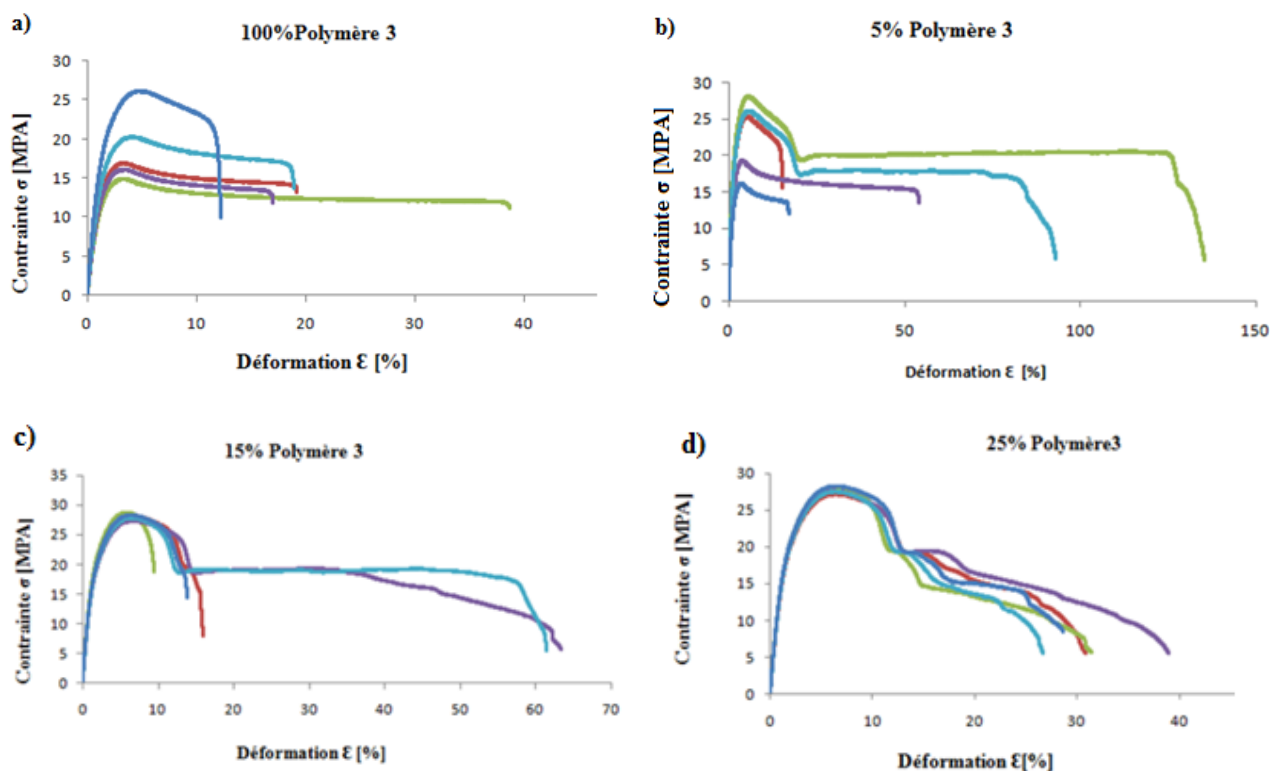 a)
100%Polymère 3
Contrainte σ [MPA]
30
25
20
15
10
5
0
0 10 20 30 40
Déformation Ɛ [%]
b)
5% Polymère 3
Contrainte σ [MPA]
35
30
25
20
15
10
5
0
0 50 100 150
Déformation Ɛ [%]
c)
15% Polymère 3
Contrainte σ [MPA]
35
30
25
20
15
10
5
0
0 10 20 30 40 50 60 70
Déformation Ɛ [%]
d)
25% Polymère3
Contrainte σ [MPA]
30
25
20
15
10
5
0
0 10 20 30 40
Déformation Ɛ[%]